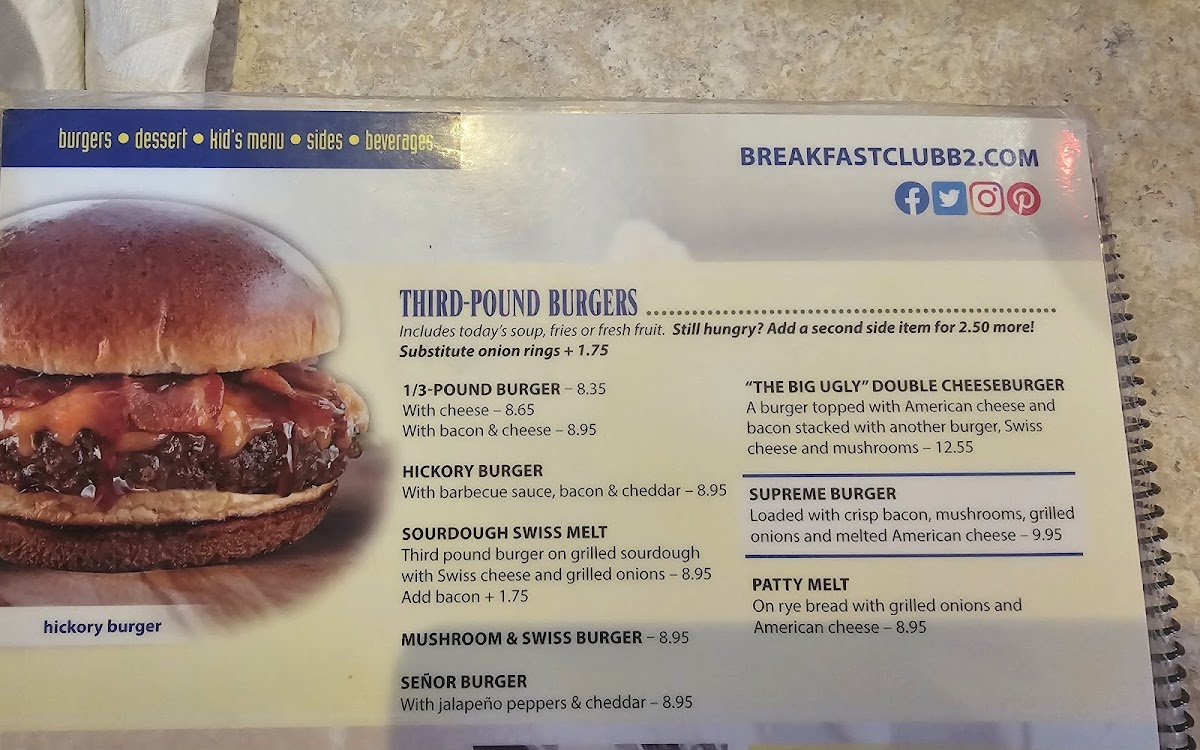 burgers • dessert • kid's menu • sides • beverages
BREAKFASTCLUBB2.COM
THIRD-POUND BURGERS
Includes today's soup, fries or fresh fruit. Still hungry? Add a second side item for 2.50 more!
Substitute onion rings + 1.75
1/3-POUND BURGER – 8.35
With cheese – 8.65
With bacon & cheese – 8.95
HICKORY BURGER
With barbecue sauce, bacon & cheddar – 8.95
SOURDOUGH SWISS MELT
Third pound burger on grilled sourdough
with Swiss cheese and grilled onions – 8.95
Add bacon + 1.75
MUSHROOM & SWISS BURGER – 8.95
SEÑOR BURGER
With jalapeño peppers & cheddar – 8.95
"THE BIG UGLY" DOUBLE CHEESEBURGER
A burger topped with American cheese and
bacon stacked with another burger, Swiss
cheese and mushrooms – 12.55
SUPREME BURGER
Loaded with crisp bacon, mushrooms, grilled
onions and melted American cheese – 9.95
PATTY MELT
On rye bread with grilled onions and
American cheese – 8.95
hickory burger